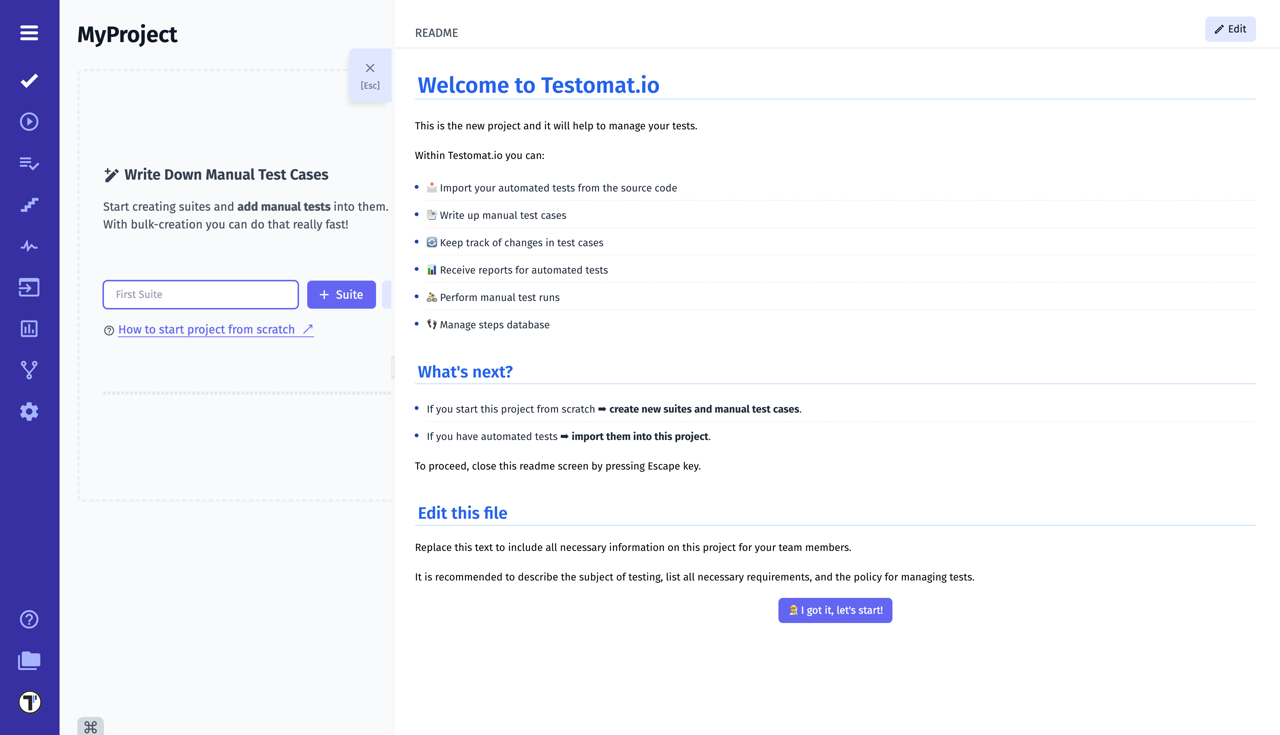 MyProject
[Esc]
Write Down Manual Test Cases
Start creating suites and add manual tests into them.
With bulk-creation you can do that really fast!
First Suite
+ Suite
How to start project from scratch
README
Edit
Welcome to Testomat.io
This is the new project and it will help to manage your tests.
Within Testomat.io you can:
Import your automated tests from the source code
Write up manual test cases
Keep track of changes in test cases
Receive reports for automated tests
Perform manual test runs
Manage steps database
What's next?
If you start this project from scratch ➡ create new suites and manual test cases.
If you have automated tests ➡ import them into this project.
To proceed, close this readme screen by pressing Escape key.
Edit this file
Replace this text to include all necessary information on this project for your team members.
It is recommended to describe the subject of testing, list all necessary requirements, and the policy for managing tests.
I got it, let's start!
T
⌘